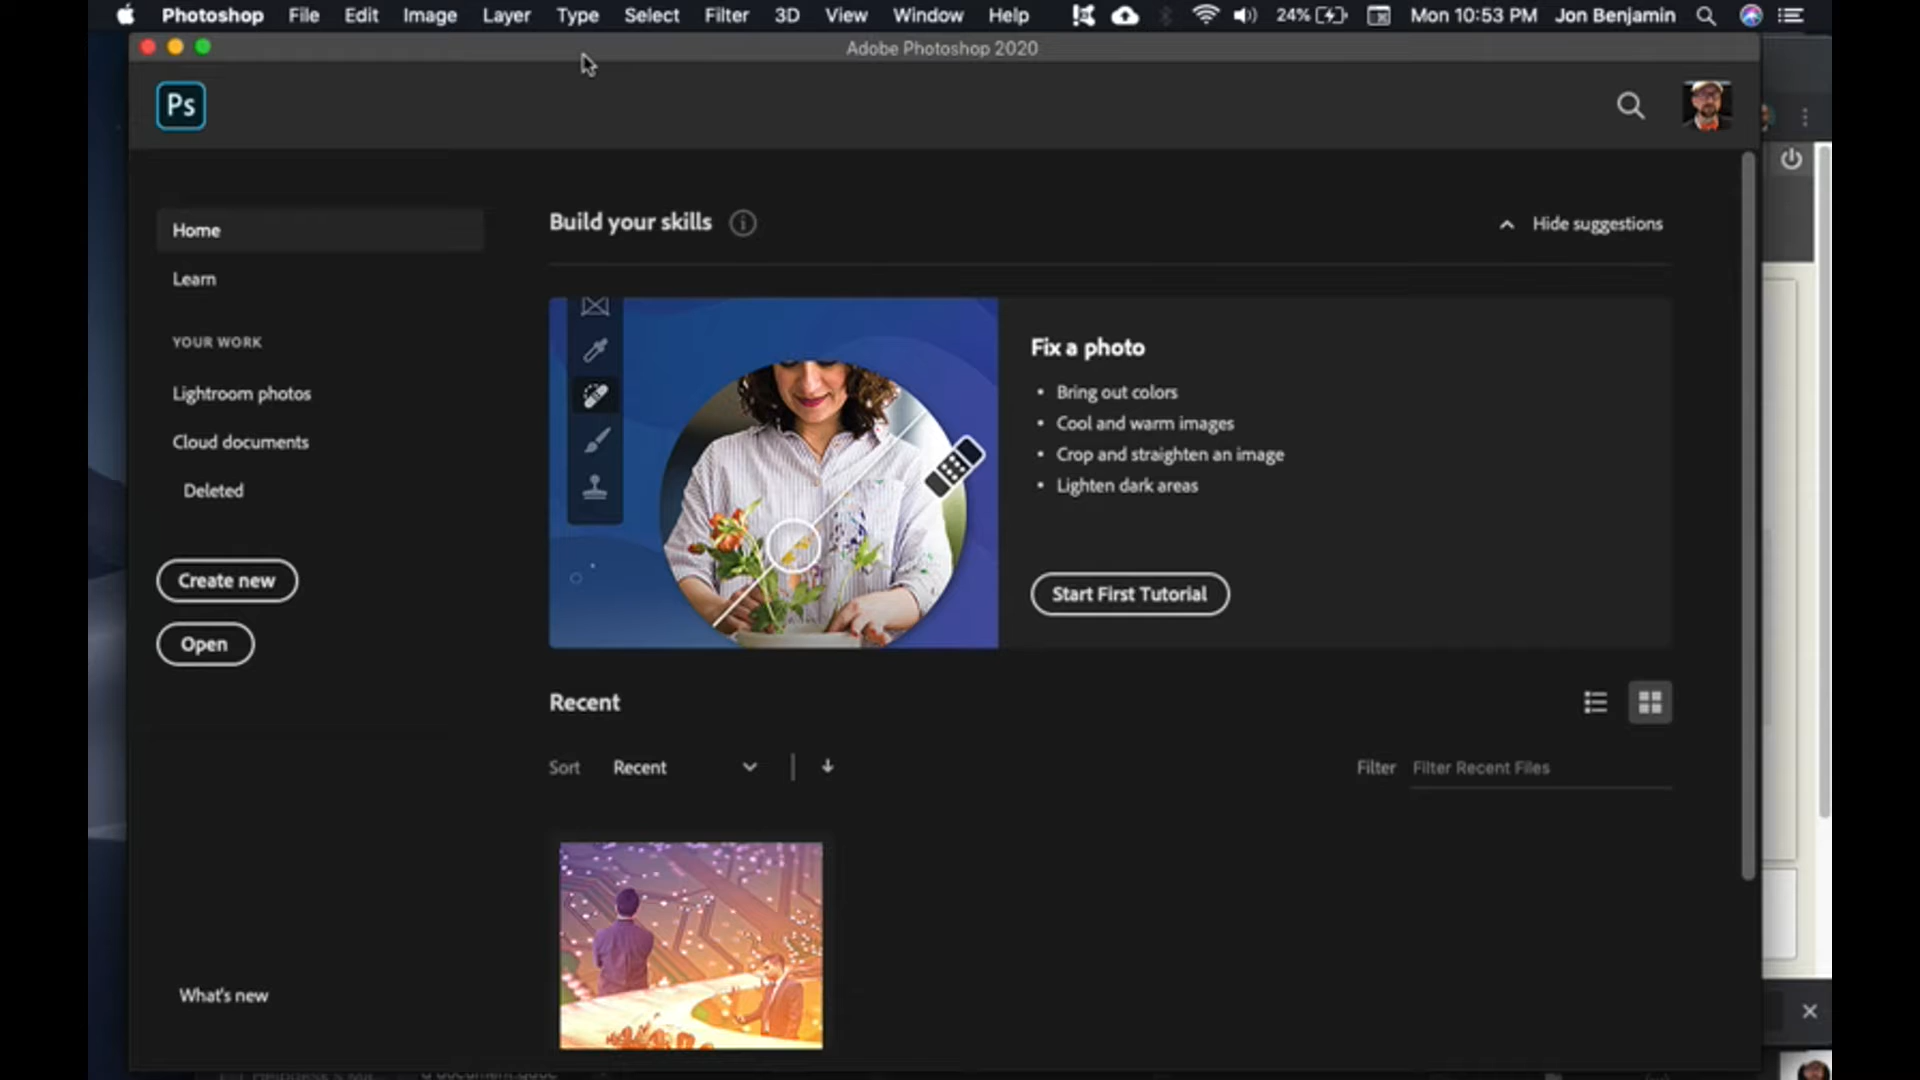 Photoshop File Edit Image Layer Type Select Filter 3D View Window Help 24% Mon 10:53 PM Jon Benjamin
Adobe Photoshop 2020
Ps
Home
Learn
YOUR WORK
Lightroom photos
Cloud documents
Deleted
Create new
Open
What's new
Build your skills
Hide suggestions
Fix a photo
• Bring out colors
• Cool and warm images
• Crop and straighten an image
• Lighten dark areas
Start First Tutorial
Recent
Sort Recent
Filter Filter Recent Files